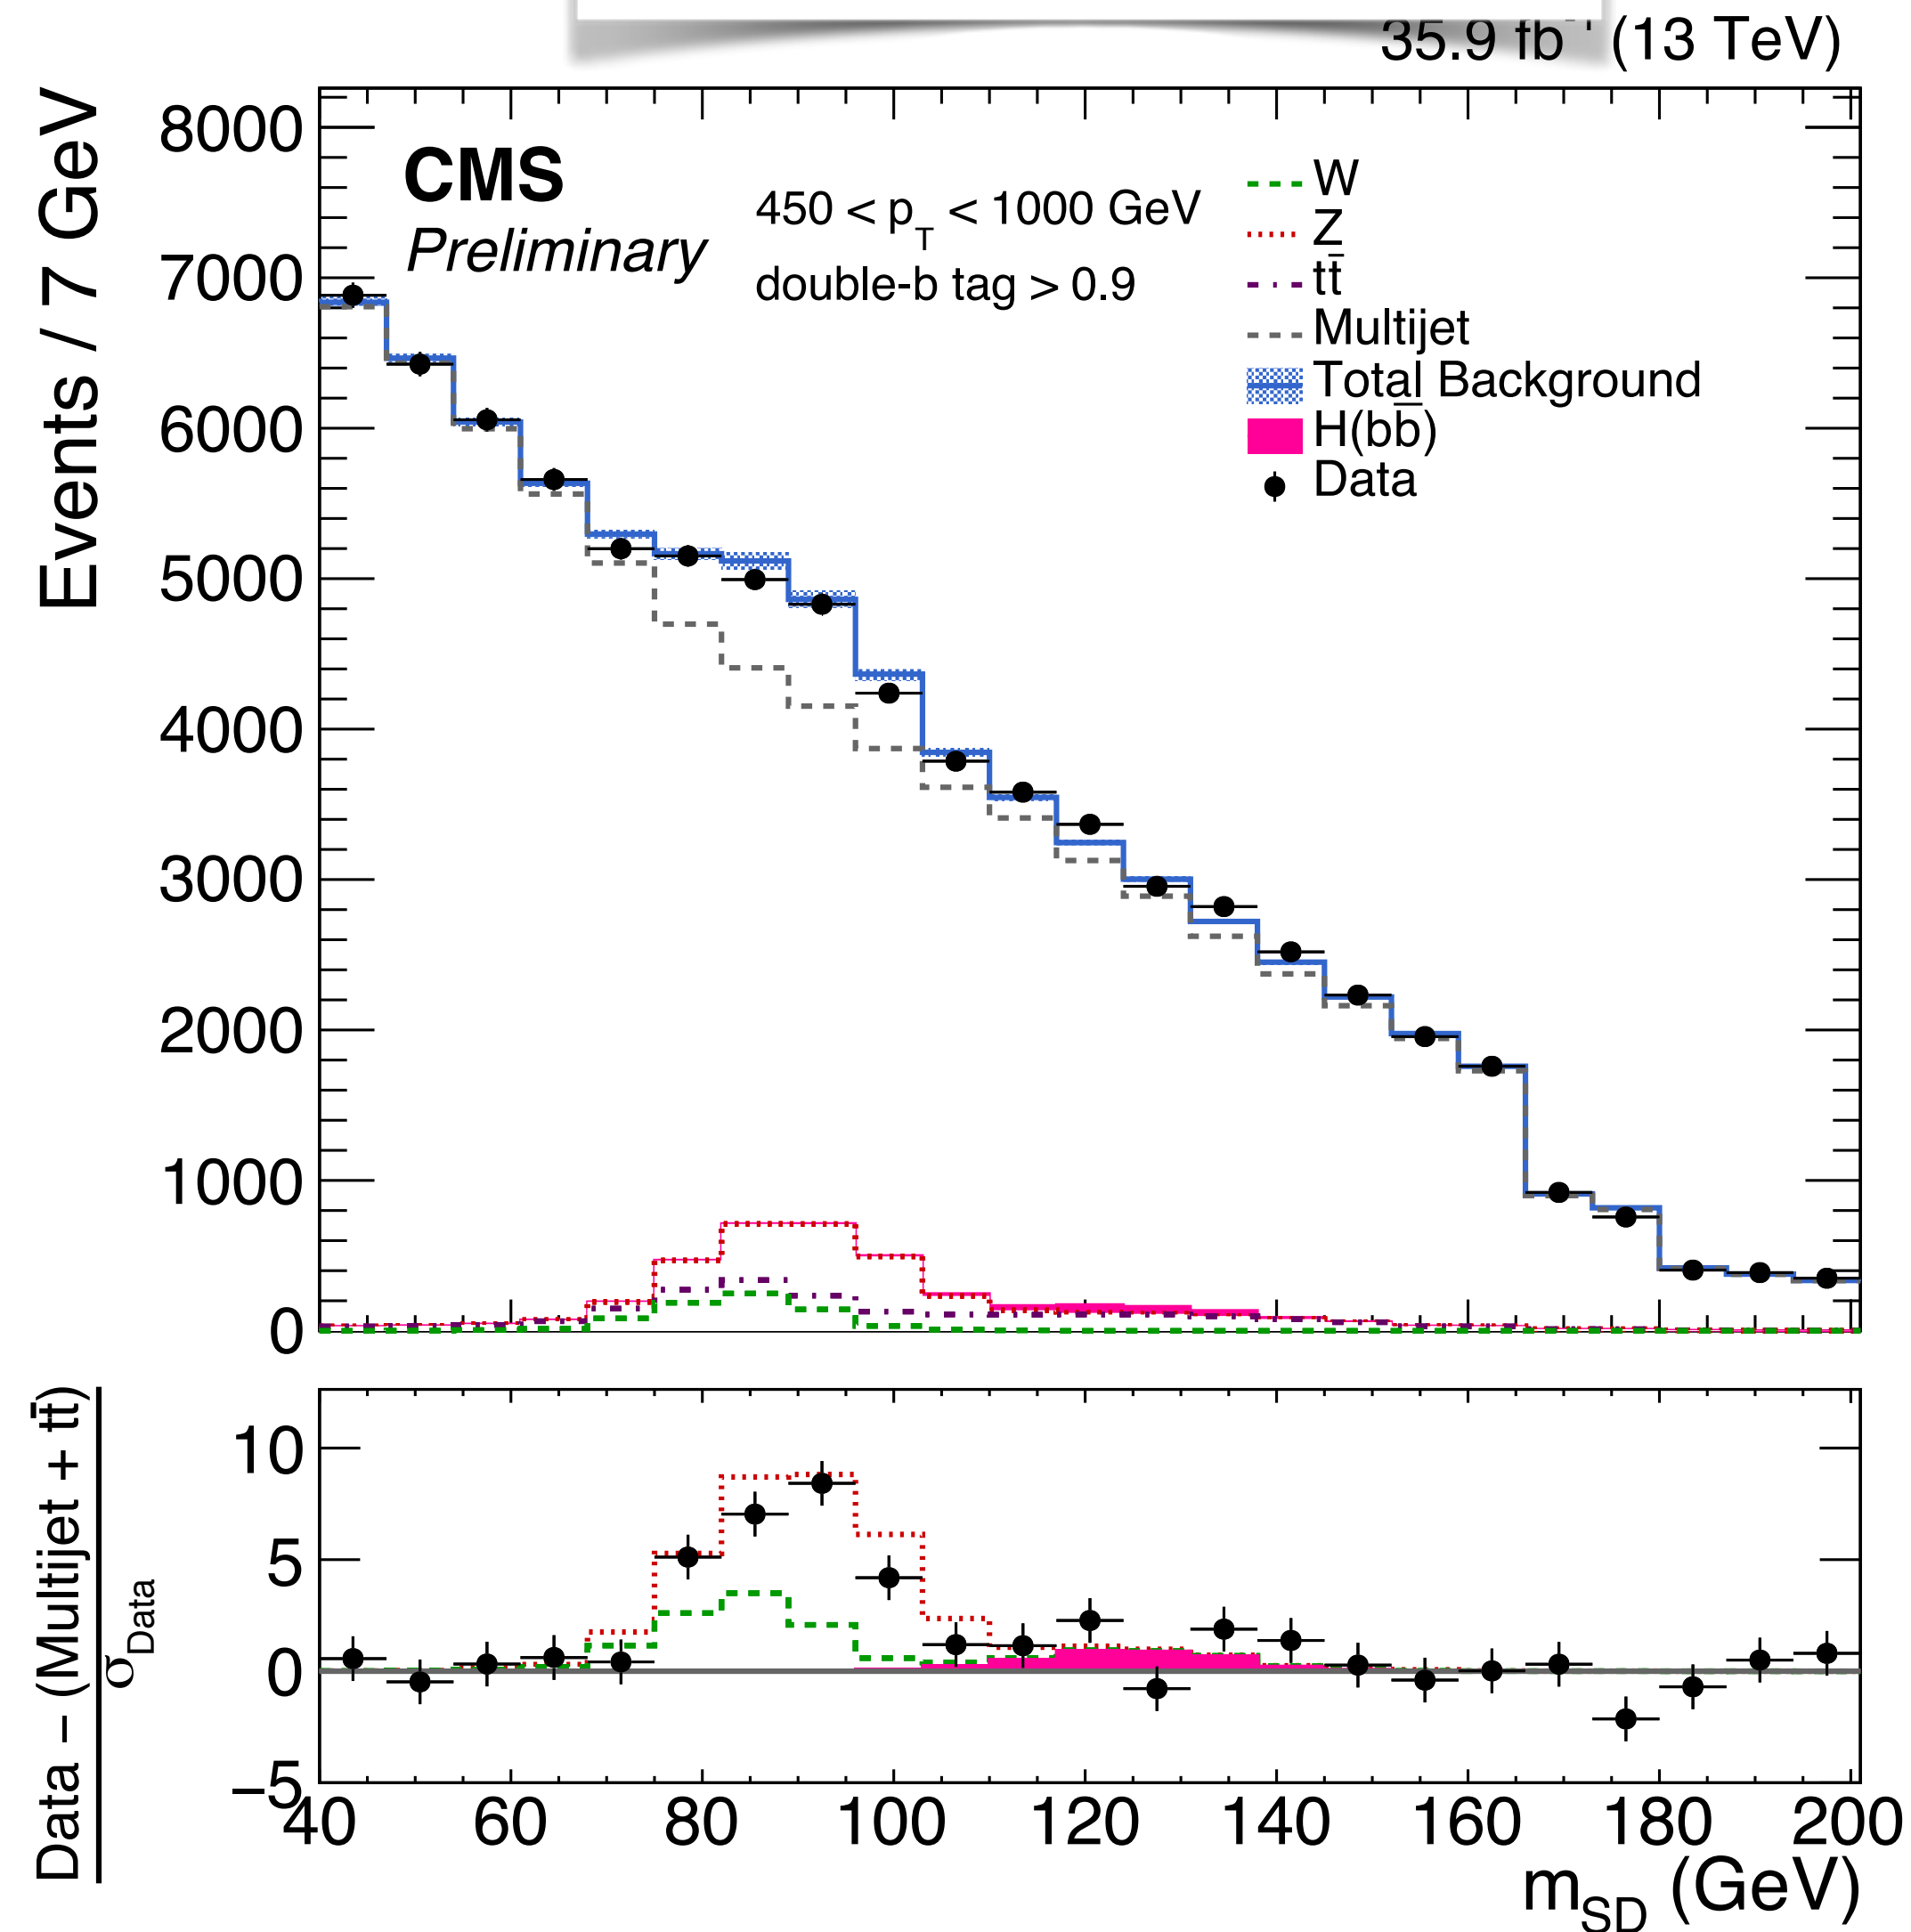 35.9 fb⁻¹ (13 TeV)
Events / 7 GeV
8000
7000
6000
5000
4000
3000
2000
1000
0
CMS
Preliminary
450 < p_T < 1000 GeV
double-b tag > 0.9
W
Z
tt̄
Multijet
Total Background
H(bb̄)
Data
Data − (Multijet + tt̄)
σ_Data
10
5
0
−5
40 60 80 100 120 140 160 180 200
m_SD (GeV)